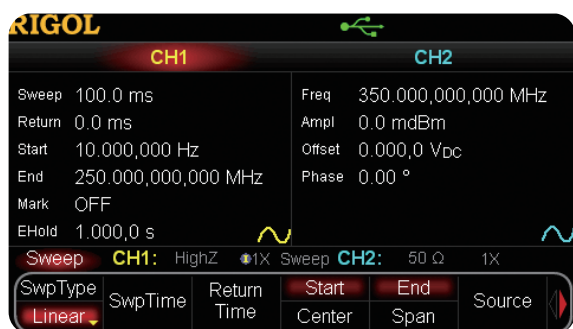 RIGOL
CH1 CH2
Sweep 100.0 ms
Return 0.0 ms
Start 10.000,000 Hz
End 250.000,000,000 MHz
Mark OFF
EHold 1.000,0 s
Freq 350.000,000,000 MHz
Ampl 0.0 mdBm
Offset 0.000,0 VDC
Phase 0.00 °
Sweep CH1: HighZ 1X Sweep CH2: 50 Ω 1X
SwpType
Linear
SwpTime
Return
Time
Start
Center
End
Span
Source